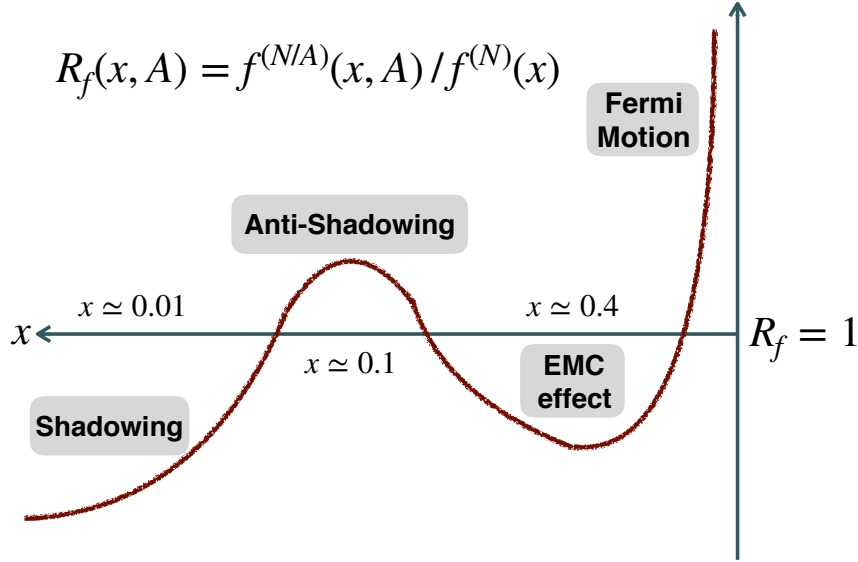 R_f(x, A) = f^{(N/A)}(x, A) / f^{(N)}(x)
Fermi
Motion
Anti-Shadowing
x ≃ 0.01
x ≃ 0.4
x
R_f = 1
x ≃ 0.1
EMC
effect
Shadowing